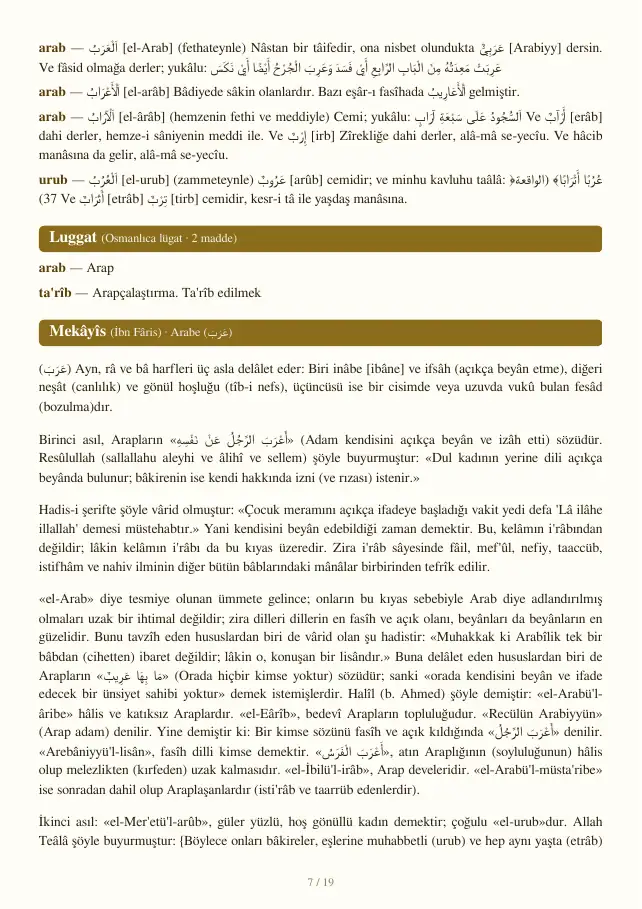 arab — اَلْعَرَبُ [el-Arab] (fethateynle) Nâstan bir tâifedir, ona nisbet olundukta عَرَبِيٌّ [Arabiyy] dersin.
Ve fâsid olmağa derler; yukâlu: عَرِبَتْ مَعِدَتُهُ مِنَ الْبَابِ الرَّابِعِ أَيْ فَسَدَ وَعَرِبَ الْجُرْحُ أَيْضًا أَيْ نَكَسَ
arab — اَلْأَعْرَابُ [el-arâb] Bâdiyede sâkin olanlardır. Bazı eşâr-ı fasîhada اَلْأَعَارِيبُ gelmiştir.
arab — اَلْآرَابُ [el-ârâb] (hemzenin fethi ve meddiyle) Cemi; yukâlu: اَلسُّجُودُ عَلَى سَبْعَةِ آرَابٍ Ve أَرْآبٌ [erâb]
dahi derler, hemze-i sâniyenin meddi ile. Ve إِرْبٌ [irb] Zîrekliğe dahi derler, alâ-mâ se-yecîu. Ve hâcib
manâsına da gelir, alâ-mâ se-yecîu.
urub — اَلْعُرُبُ [el-urub] (zammeteynle) عَرُوبٌ [arûb] cemidir; ve minhu kavluhu taâlâ: ﴿عُرُبًا أَتْرَابًا﴾ (الواقعة
37) Ve أَتْرَابٌ [etrâb] تِرْبٌ [tirb] cemidir, kesr-i tâ ile yaşdaş manâsına.
Luggat (Osmanlıca lügat · 2 madde)
arab — Arap
ta'rîb — Arapçalaştırma. Ta'rîb edilmek
Mekâyîs (İbn Fâris) · Arabe (عَرَبَ)
(عَرَبَ) Ayn, râ ve bâ harfleri üç asla delâlet eder: Biri inâbe [ibâne] ve ifsâh (açıkça beyân etme), diğeri
neşât (canlılık) ve gönül hoşluğu (tîb-i nefs), üçüncüsü ise bir cisimde veya uzuvda vukû bulan fesâd
(bozulma)dır.
Birinci asıl, Arapların «أَعْرَبَ الرَّجُلُ عَنْ نَفْسِهِ» (Adam kendisini açıkça beyân ve izâh etti) sözüdür.
Resûlullah (sallallahu aleyhi ve âlihî ve sellem) şöyle buyurmuştur: «Dul kadının yerine dili açıkça
beyânda bulunur; bâkirenin ise kendi hakkında izni (ve rızası) istenir.»
Hadis-i şerifte şöyle vârid olmuştur: «Çocuk meramını açıkça ifadeye başladığı vakit yedi defa 'Lâ ilâhe
illallah' demesi müstehabtır.» Yani kendisini beyân edebildiği zaman demektir. Bu, kelâmın i'râbından
değildir; lâkin kelâmın i'râbı da bu kıyas üzeredir. Zira i'râb sâyesinde fâil, mef'ûl, nefiy, taaccüb,
istifhâm ve nahiv ilminin diğer bütün bâblarındaki mânâlar birbirinden tefrîk edilir.
«el-Arab» diye tesmiye olunan ümmete gelince; onların bu kıyas sebebiyle Arab diye adlandırılmış
olmaları uzak bir ihtimal değildir; zira dilleri dillerin en fasîh ve açık olanı, beyânları da beyânların en
güzelidir. Bunu tavzîh eden hususlardan biri de vârid olan şu hadistir: «Muhakkak ki Arabîlik tek bir
bâbdan (cihetten) ibaret değildir; lâkin o, konuşan bir lisândır.» Buna delâlet eden hususlardan biri de
Arapların «مَا بِهَا عَرِيبٌ» (Orada hiçbir kimse yoktur) sözüdür; sanki «orada kendisini beyân ve ifade
edecek bir ünsiyet sahibi yoktur» demek istemişlerdir. Halîl (b. Ahmed) şöyle demiştir: «el-Arabü'l-
âribe» hâlis ve katıksız Araplardır. «el-Eârîb», bedevî Arapların topluluğudur. «Recülün Arabiyyün»
(Arap adam) denilir. Yine demiştir ki: Bir kimse sözünü fasîh ve açık kıldığında «أَعْرَبَ الرَّجُلُ» denilir.
«Arebâniyyü'l-lisân», fasîh dilli kimse demektir. «أَعْرَبَ الْفَرَسُ», atın Araplığının (soyluluğunun) hâlis
olup melezlikten (kırfeden) uzak kalmasıdır. «el-İbilü'l-irâb», Arap develeridir. «el-Arabü'l-müsta'ribe»
ise sonradan dahil olup Araplaşanlardır (isti'râb ve taarrüb edenlerdir).
İkinci asıl: «el-Mer'etü'l-arûb», güler yüzlü, hoş gönüllü kadın demektir; çoğulu «el-urub»dur. Allah
Teâlâ şöyle buyurmuştur: {Böylece onları bâkireler, eşlerine muhabbetli (urub) ve hep aynı yaşta (etrâb)
7 / 19